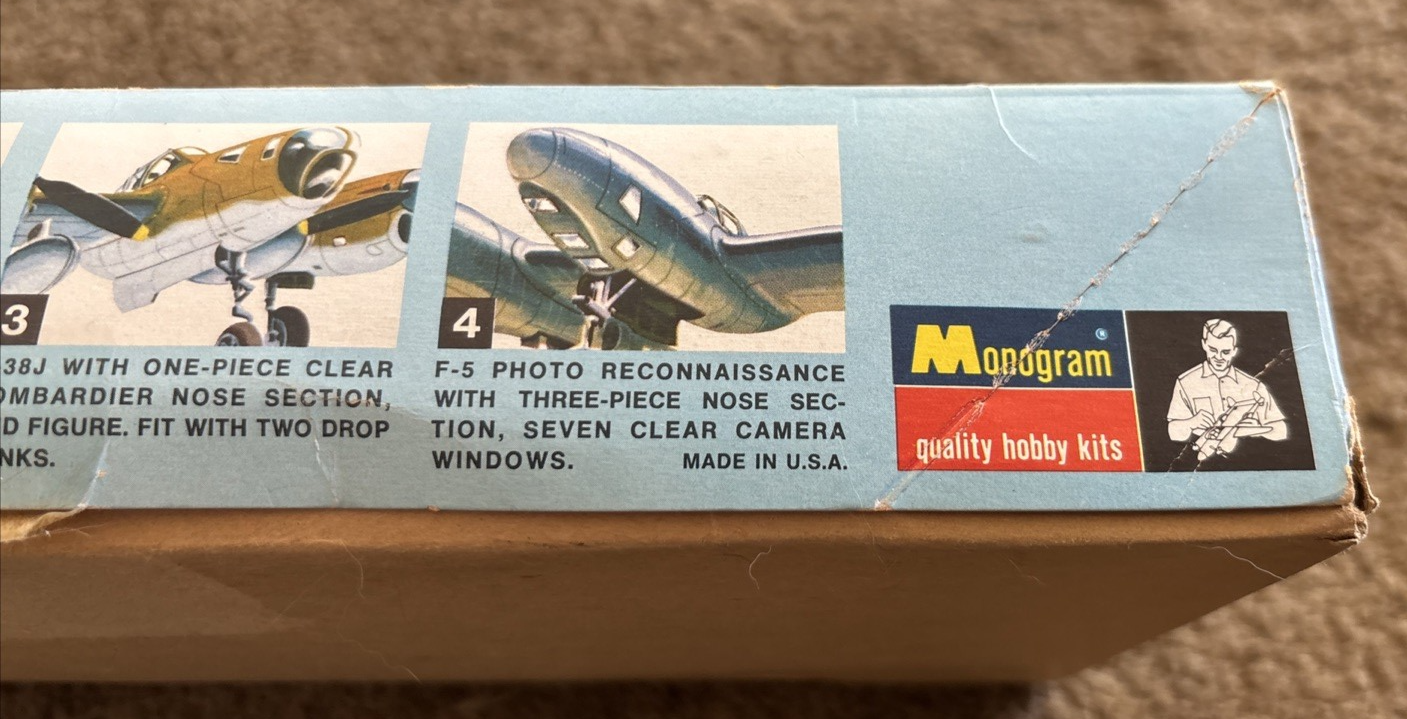 3
38J WITH ONE-PIECE CLEAR
OMBARDIER NOSE SECTION,
D FIGURE. FIT WITH TWO DROP
NKS.
4
F-5 PHOTO RECONNAISSANCE
WITH THREE-PIECE NOSE SEC-
TION, SEVEN CLEAR CAMERA
WINDOWS. MADE IN U.S.A.
Monogram ®
quality hobby kits